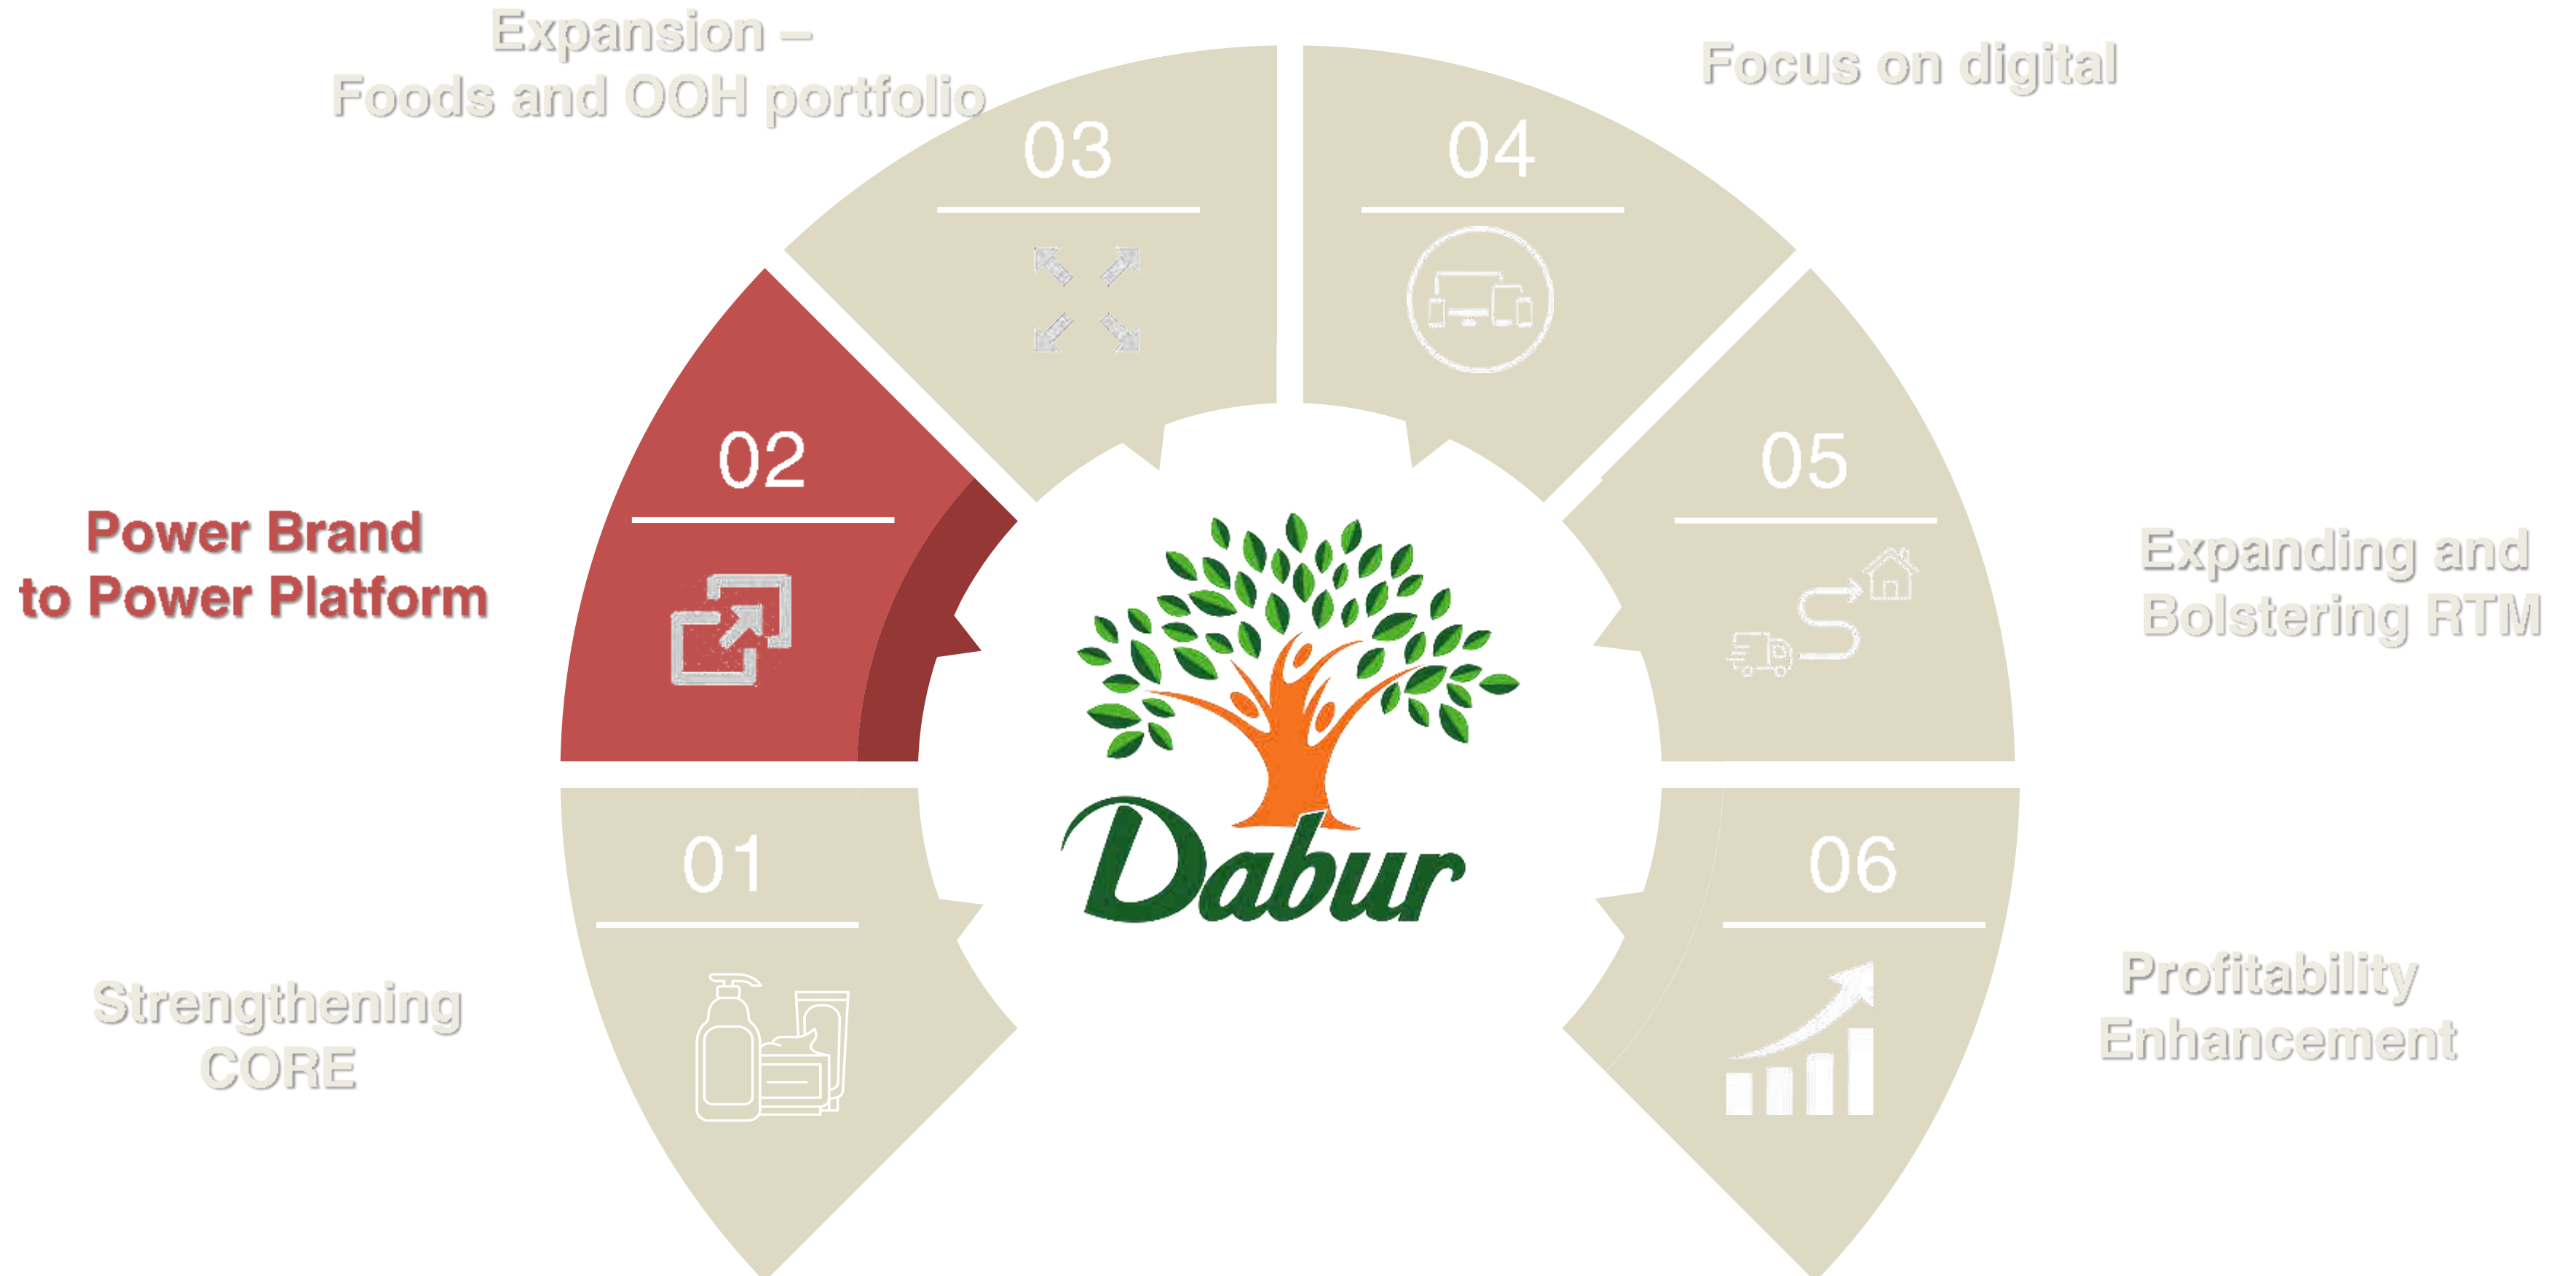 Expansion –
Foods and OOH portfolio
Focus on digital
03
04
02
05
Power Brand
to Power Platform
Expanding and
Bolstering RTM
Dabur
01
06
Strengthening
CORE
Profitability
Enhancement